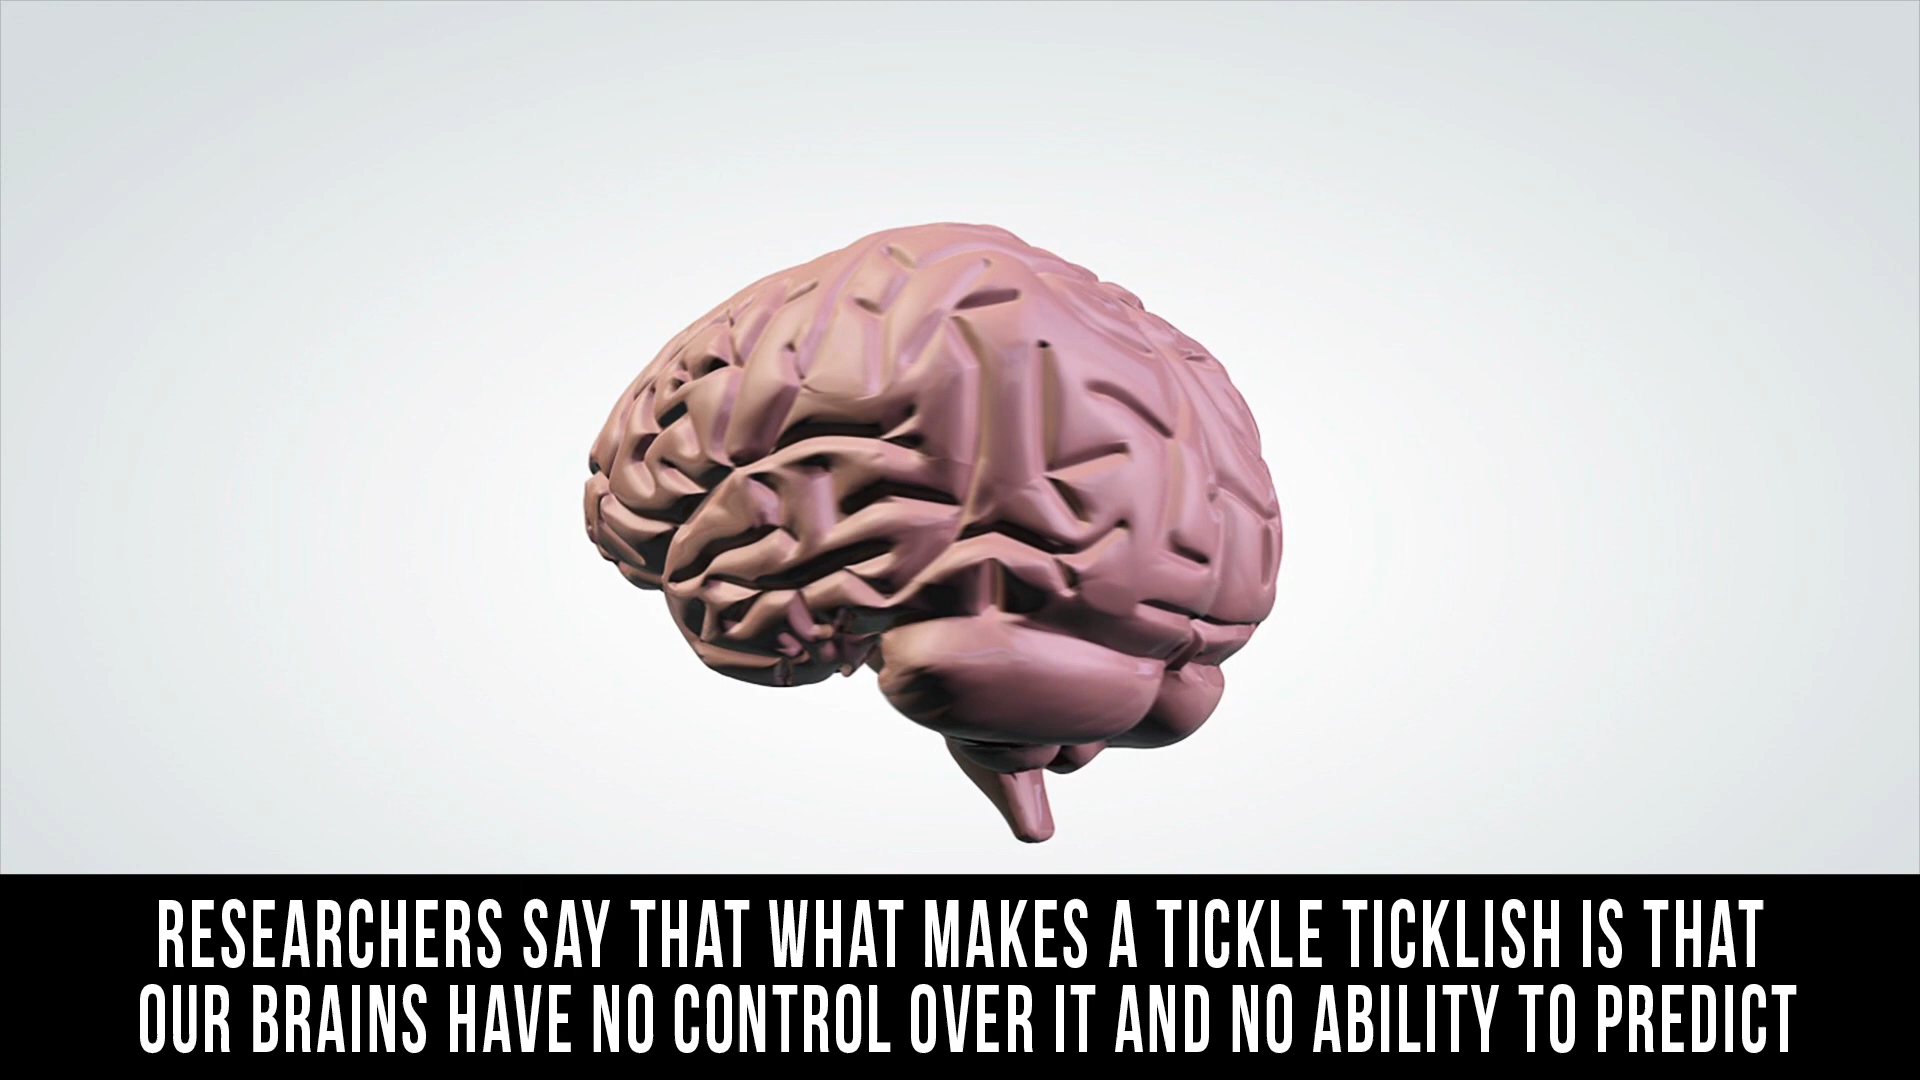 RESEARCHERS SAY THAT WHAT MAKES A TICKLE TICKLISH IS THAT
OUR BRAINS HAVE NO CONTROL OVER IT AND NO ABILITY TO PREDICT